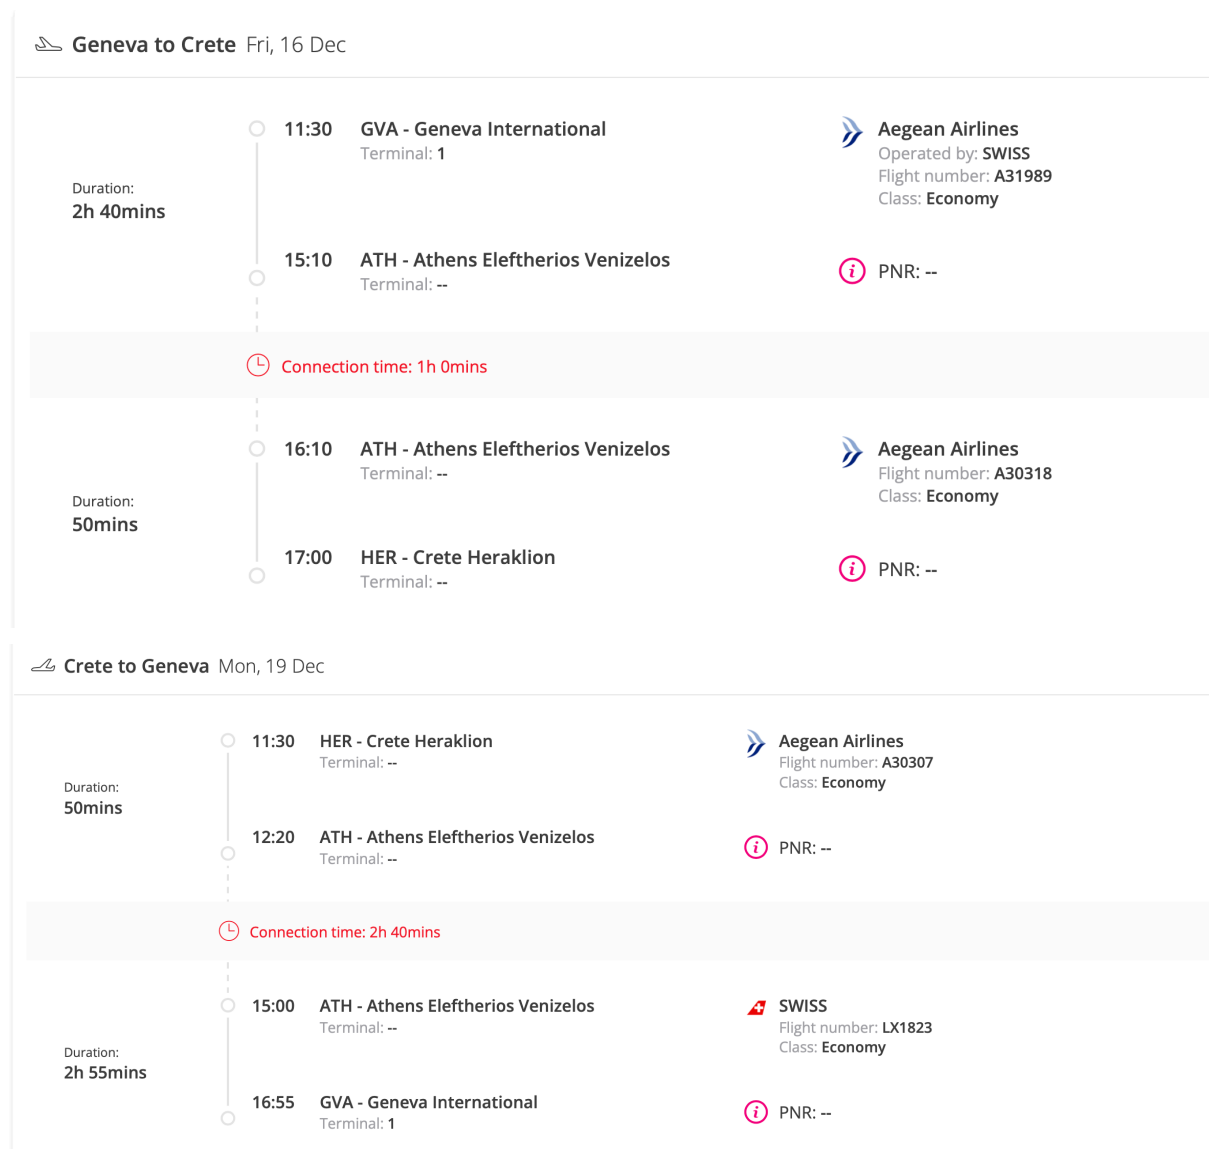 Geneva to Crete Fri, 16 Dec
11:30 GVA - Geneva International
Terminal: 1
Aegean Airlines
Operated by: SWISS
Flight number: A31989
Class: Economy
Duration:
2h 40mins
15:10 ATH - Athens Eleftherios Venizelos
Terminal: --
PNR: --
Connection time: 1h 0mins
16:10 ATH - Athens Eleftherios Venizelos
Terminal: --
Aegean Airlines
Flight number: A30318
Class: Economy
Duration:
50mins
17:00 HER - Crete Heraklion
Terminal: --
PNR: --
Crete to Geneva Mon, 19 Dec
11:30 HER - Crete Heraklion
Terminal: --
Aegean Airlines
Flight number: A30307
Class: Economy
Duration:
50mins
12:20 ATH - Athens Eleftherios Venizelos
Terminal: --
PNR: --
Connection time: 2h 40mins
15:00 ATH - Athens Eleftherios Venizelos
Terminal: --
SWISS
Flight number: LX1823
Class: Economy
Duration:
2h 55mins
16:55 GVA - Geneva International
Terminal: 1
PNR: --